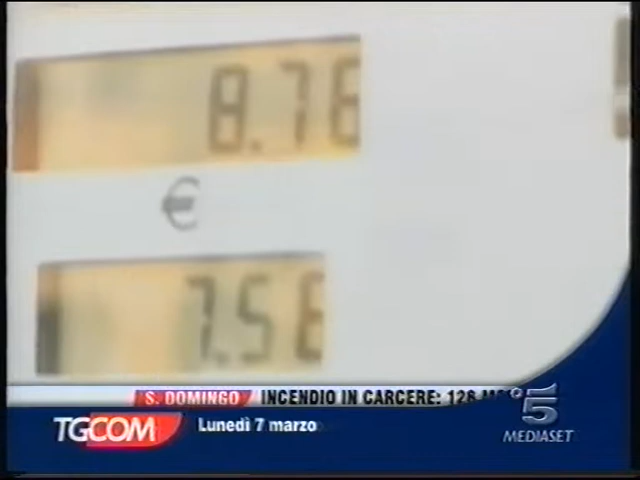 8.76
€
7.56
S. DOMINGO INCENDIO IN CARCERE: 126
TGCOM Lunedì 7 marzo
5
MEDIASET